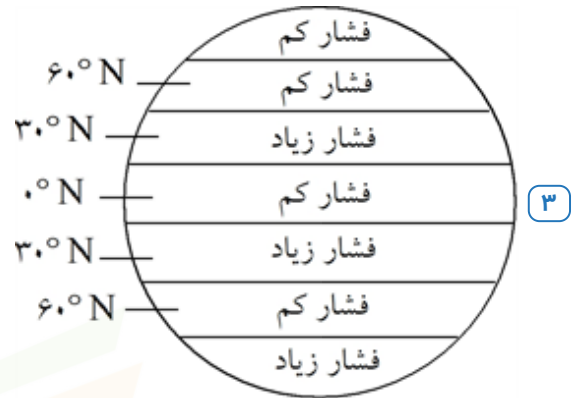 فشار کم
۶۰°N فشار کم
۳۰°N فشار زیاد
۰°N فشار کم
۳
۳۰°N فشار زیاد
۶۰°N فشار کم
فشار زیاد